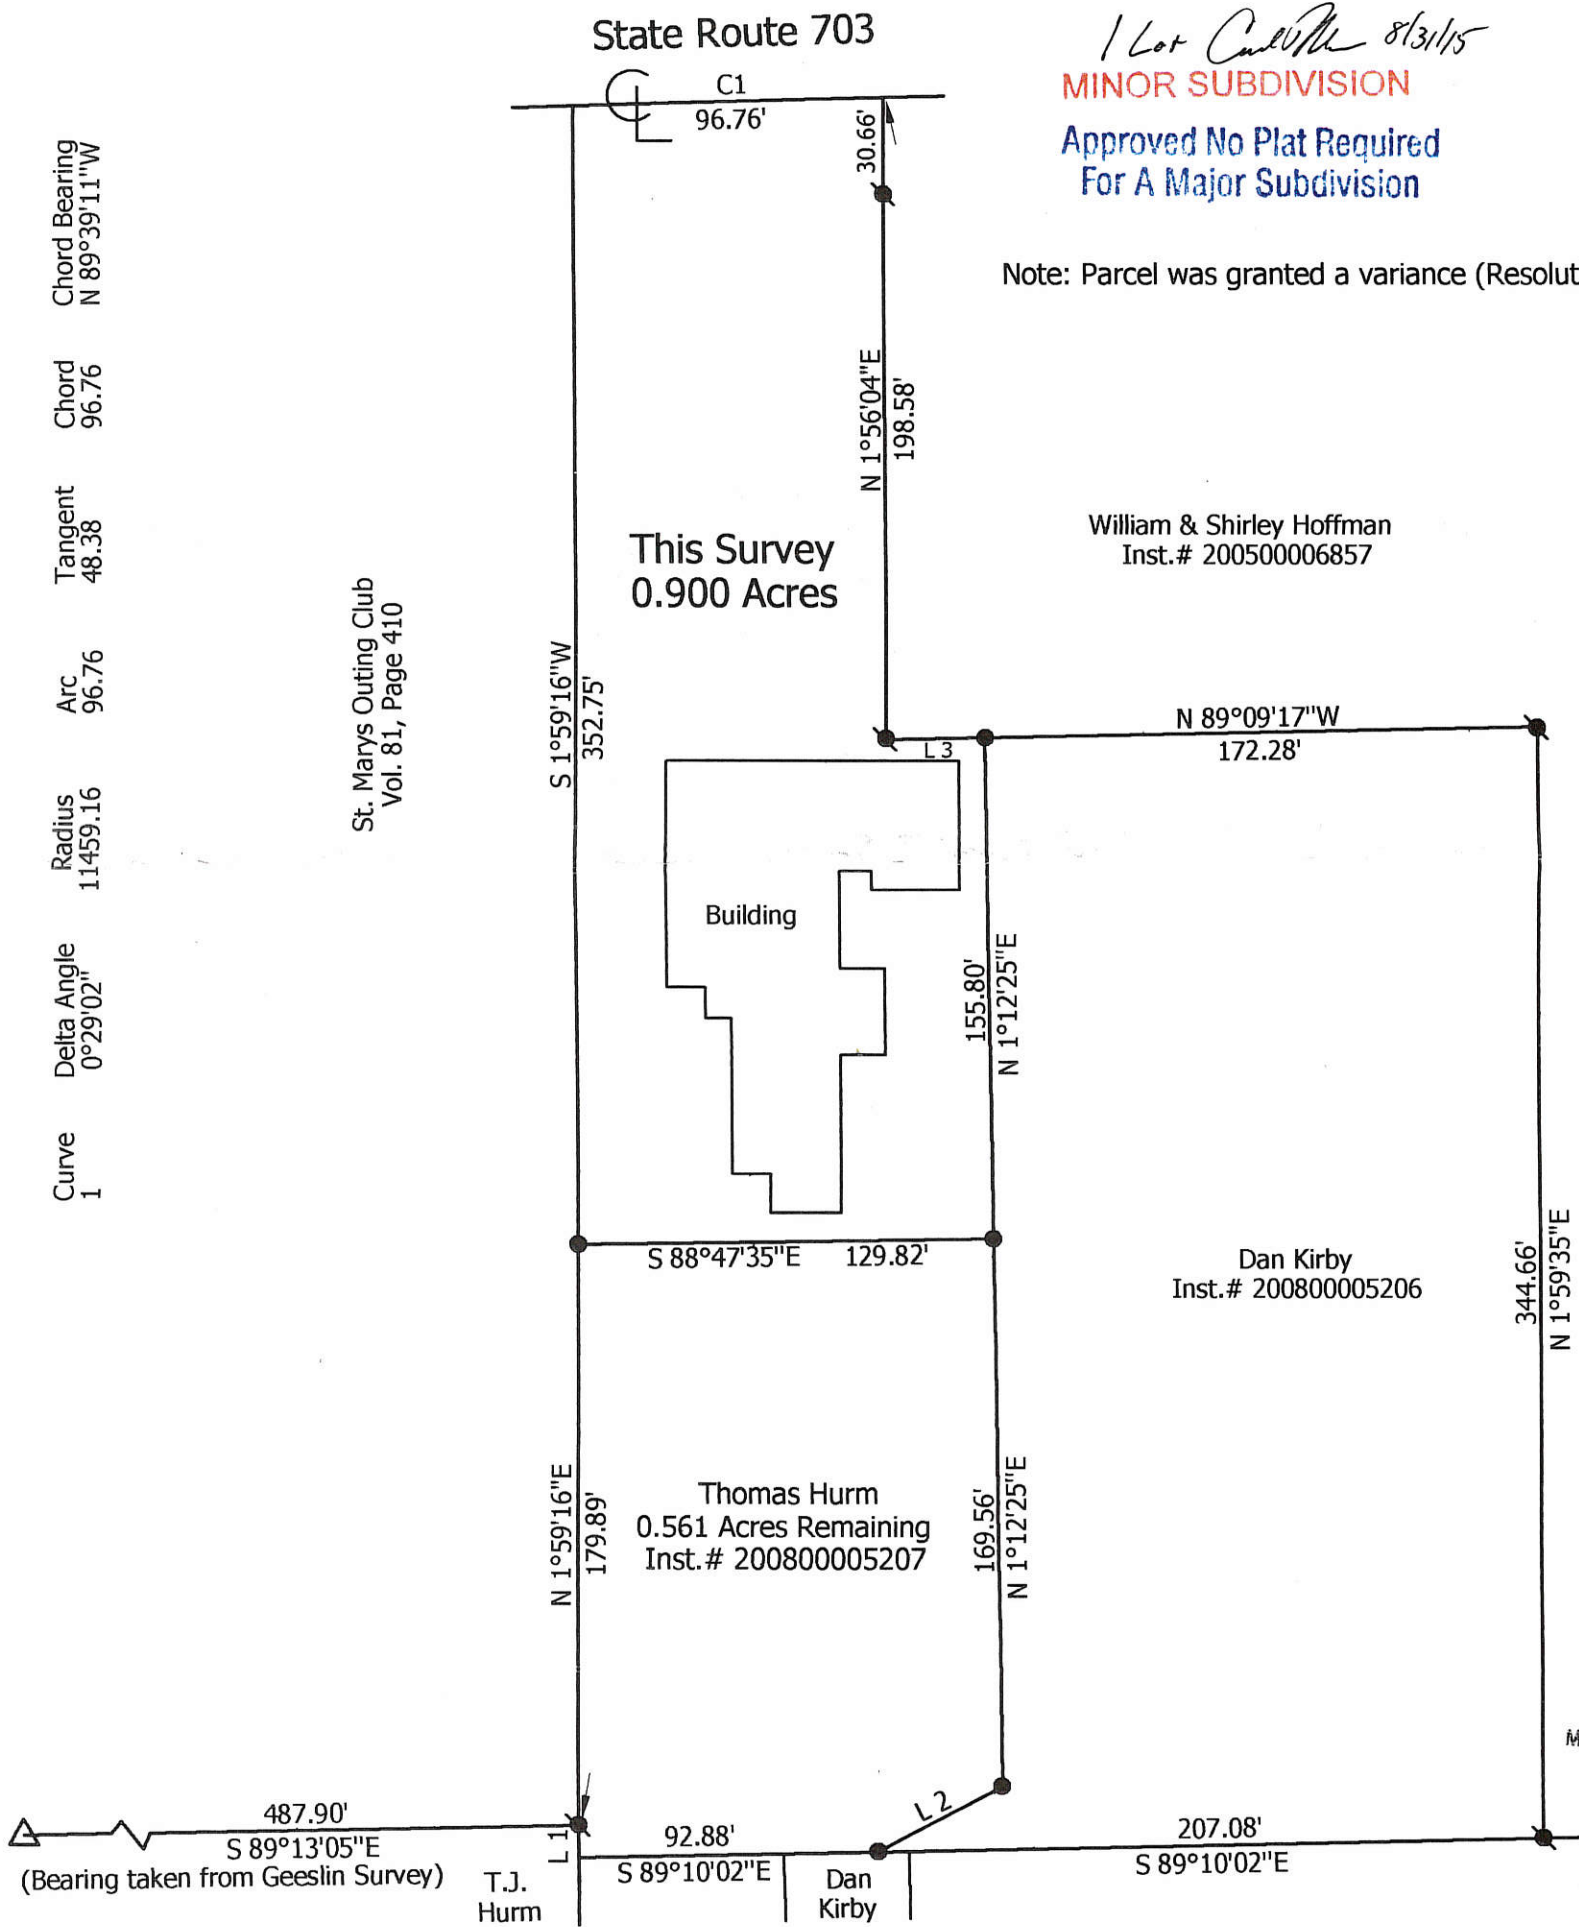 State Route 703
1 Lot
8/31/15
MINOR SUBDIVISION
Approved No Plat Required
For A Major Subdivision
Note: Parcel was granted a variance (Resolut
CL
C1
96.76'
30.66'
N 1°56'04"E
198.58'
Curve Delta Angle Radius Arc Tangent Chord Chord Bearing
1 0°29'02" 11459.16 96.76 48.38 96.76 N 89°39'11"W
St. Marys Outing Club
Vol. 81, Page 410
This Survey
0.900 Acres
S 1°59'16"W
352.75'
William & Shirley Hoffman
Inst.# 200500006857
L 3
N 89°09'17"W
172.28'
Building
155.80'
N 1°12'25"E
S 88°47'35"E 129.82'
Dan Kirby
Inst.# 200800005206
344.66'
N 1°59'35"E
Thomas Hurm
0.561 Acres Remaining
Inst.# 200800005207
N 1°59'16"E
179.89'
169.56'
N 1°12'25"E
M
L 2
487.90'
S 89°13'05"E
(Bearing taken from Geeslin Survey)
L 1
T.J.
Hurm
92.88'
S 89°10'02"E
Dan
Kirby
207.08'
S 89°10'02"E